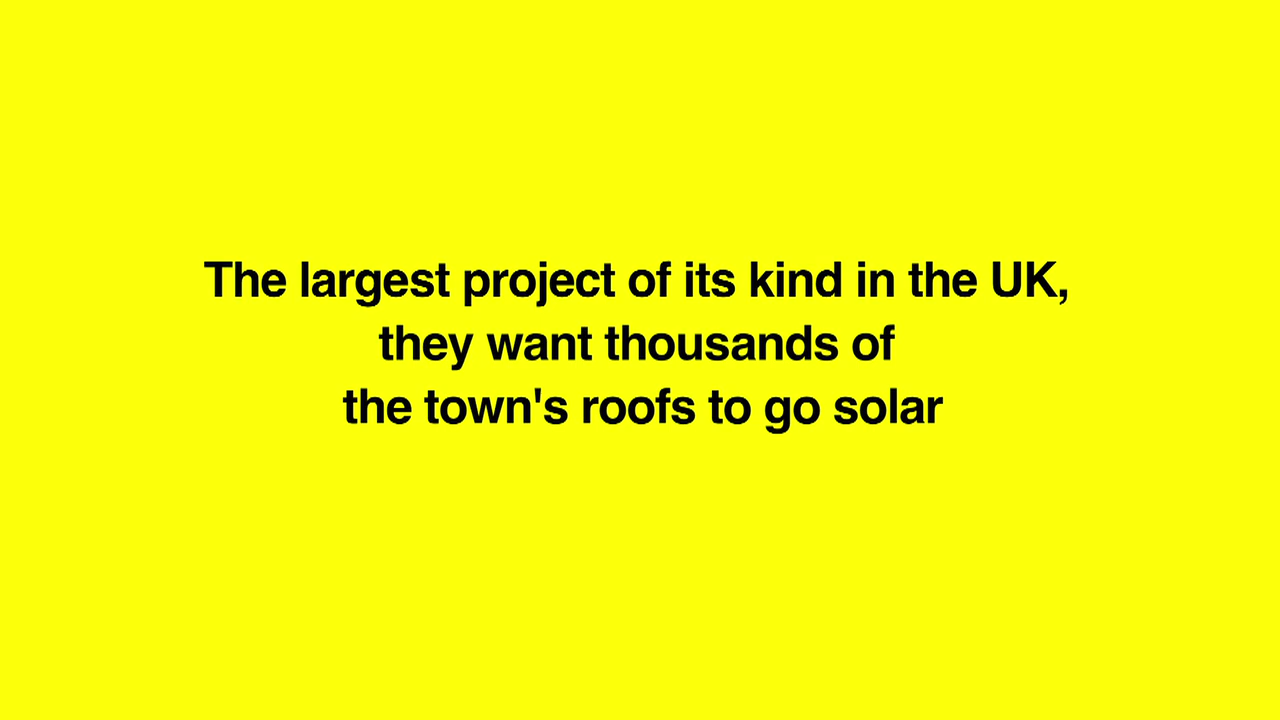 The largest project of its kind in the UK,
they want thousands of
the town's roofs to go solar